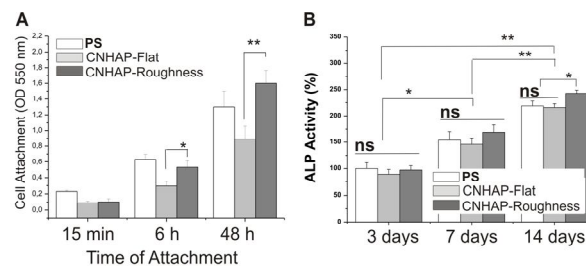 A
PS
CNHAP-Flat
CNHAP-Roughness
**
*
Cell Attachment (OD 550 nm)
2,0
1,8
1,6
1,4
1,2
1,0
0,8
0,6
0,4
0,2
0,0
15 min 6 h 48 h
Time of Attachment
B
**
**
*
*
ns
ns
ns
ALP Activity (%)
400
350
300
250
200
150
100
50
0
PS
CNHAP-Flat
CNHAP-Roughness
3 days 7 days 14 days